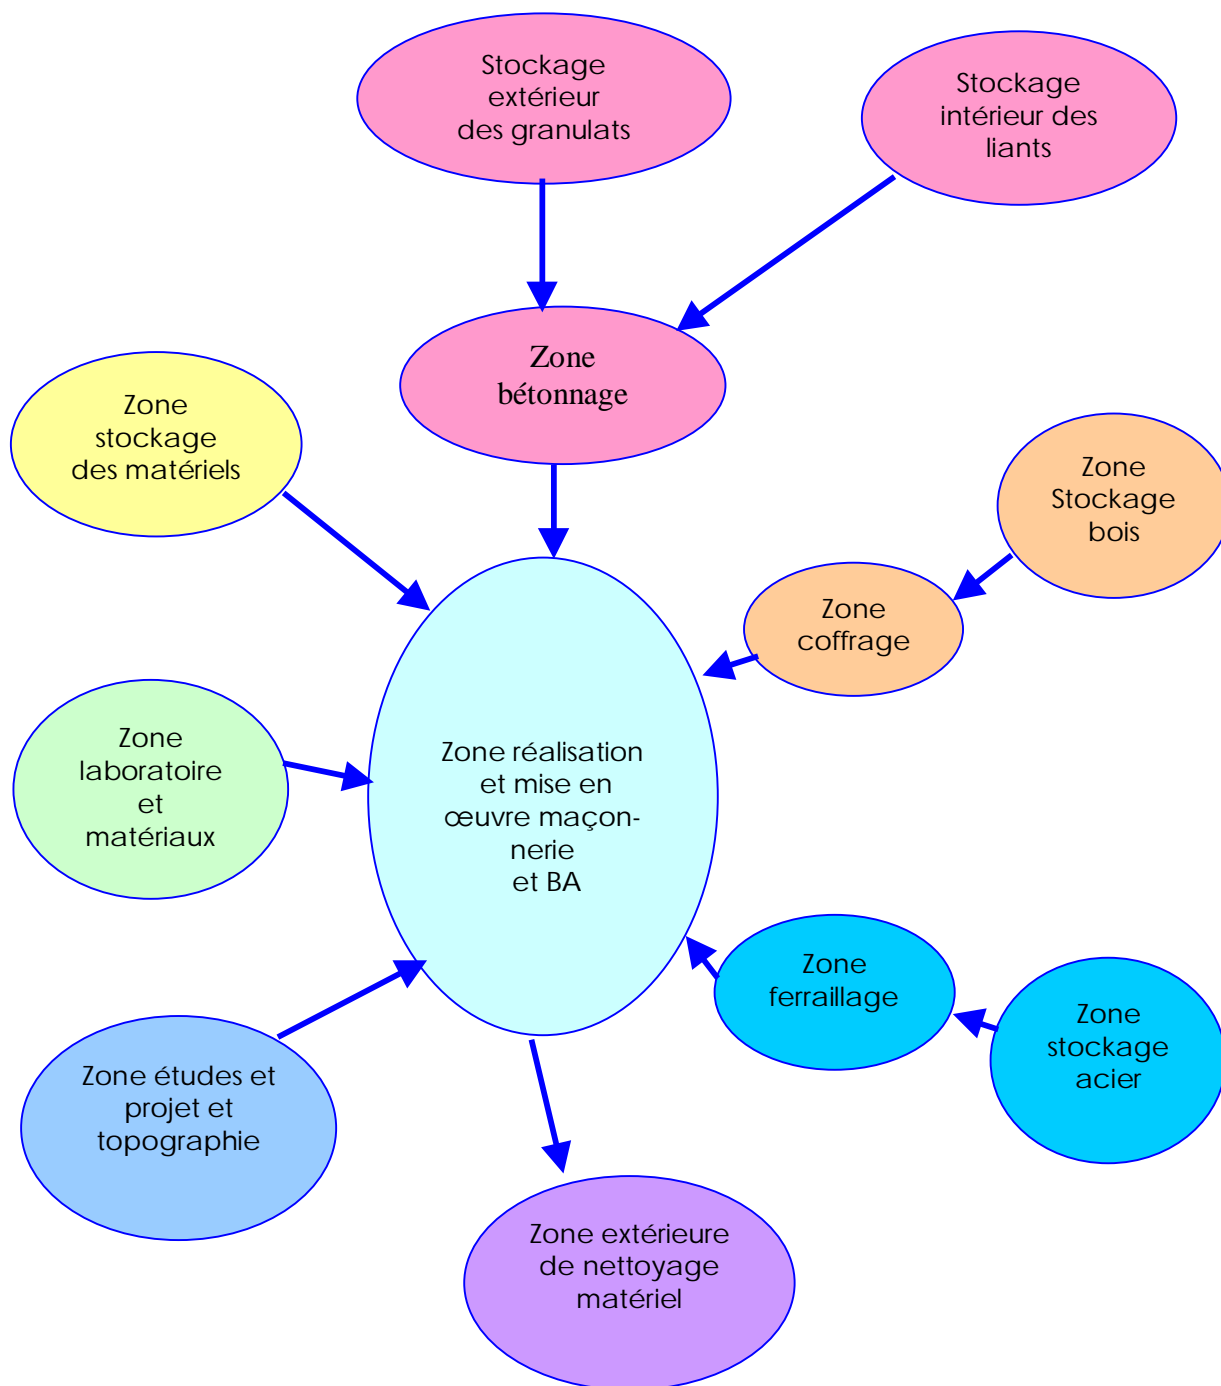 Stockage
extérieur
des granulats
Stockage
intérieur des
liants
Zone
bétonnage
Zone
stockage
des matériels
Zone
Stockage
bois
Zone
coffrage
Zone
laboratoire
et
matériaux
Zone réalisation
et mise en
œuvre maçon-
nerie
et BA
Zone
ferraillage
Zone
stockage
acier
Zone études et
projet et
topographie
Zone extérieure
de nettoyage
matériel